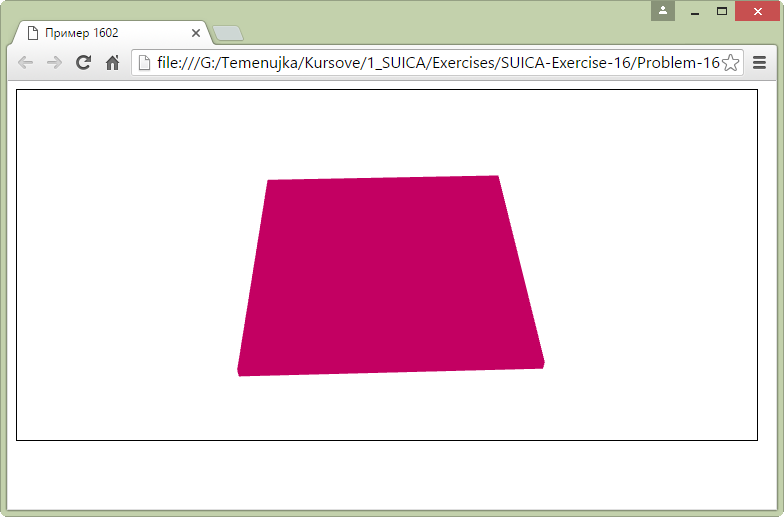 Пример 1602
file:///G:/Temenujka/Kursove/1_SUICA/Exercises/SUICA-Exercise-16/Problem-16